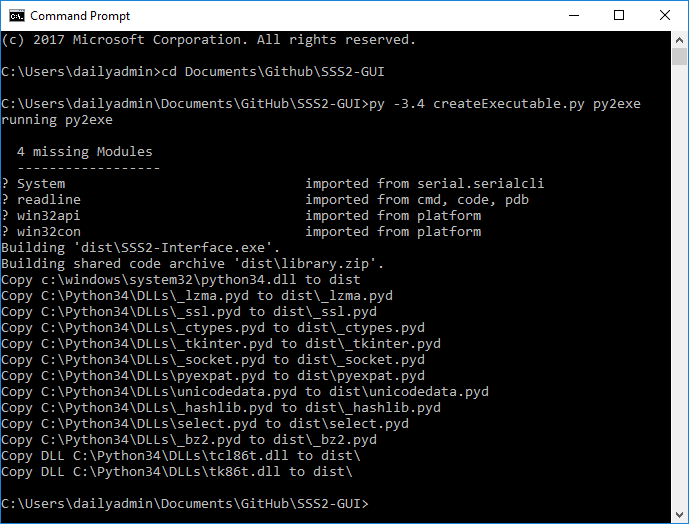 Command Prompt
(c) 2017 Microsoft Corporation. All rights reserved.
C:\Users\dailyadmin>cd Documents\Github\SSS2-GUI
C:\Users\dailyadmin\Documents\GitHub\SSS2-GUI>py -3.4 createExecutable.py py2exe
running py2exe
4 missing Modules
------------------
? System imported from serial.serialcli
? readline imported from cmd, code, pdb
? win32api imported from platform
? win32con imported from platform
Building 'dist\SSS2-Interface.exe'.
Building shared code archive 'dist\library.zip'.
Copy c:\windows\system32\python34.dll to dist
Copy C:\Python34\DLLs\_lzma.pyd to dist\_lzma.pyd
Copy C:\Python34\DLLs\_ssl.pyd to dist\_ssl.pyd
Copy C:\Python34\DLLs\_ctypes.pyd to dist\_ctypes.pyd
Copy C:\Python34\DLLs\_tkinter.pyd to dist\_tkinter.pyd
Copy C:\Python34\DLLs\_socket.pyd to dist\_socket.pyd
Copy C:\Python34\DLLs\pyexpat.pyd to dist\pyexpat.pyd
Copy C:\Python34\DLLs\unicodedata.pyd to dist\unicodedata.pyd
Copy C:\Python34\DLLs\_hashlib.pyd to dist\_hashlib.pyd
Copy C:\Python34\DLLs\select.pyd to dist\select.pyd
Copy C:\Python34\DLLs\_bz2.pyd to dist\_bz2.pyd
Copy DLL C:\Python34\DLLs\tcl86t.dll to dist\
Copy DLL C:\Python34\DLLs\tk86t.dll to dist\
C:\Users\dailyadmin\Documents\GitHub\SSS2-GUI>